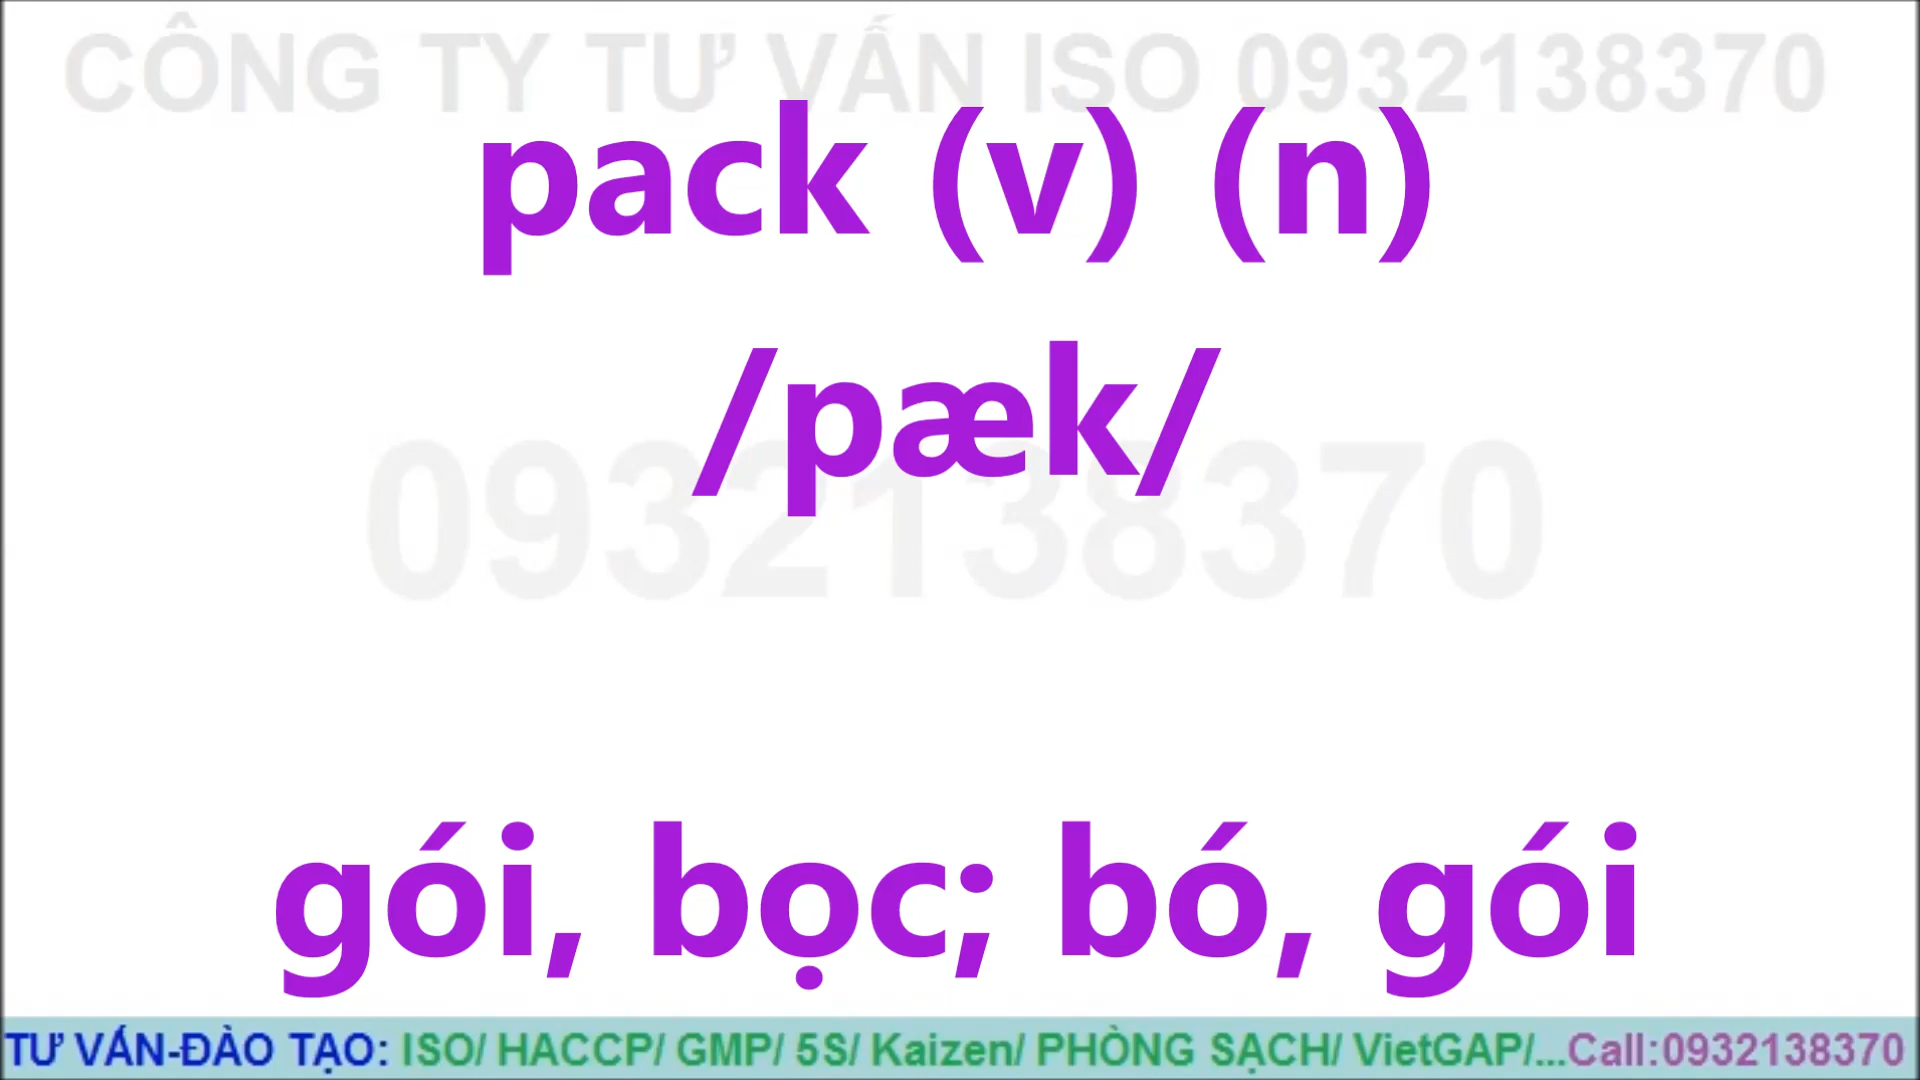 CÔNG TY TƯ VẤN ISO 0932138370
pack (v) (n)
/pæk/
0932138370
gói, bọc; bó, gói
TƯ VẤN-ĐÀO TẠO: ISO/ HACCP/ GMP/ 5S/ Kaizen/ PHÒNG SẠCH/ VietGAP/...Call:0932138370